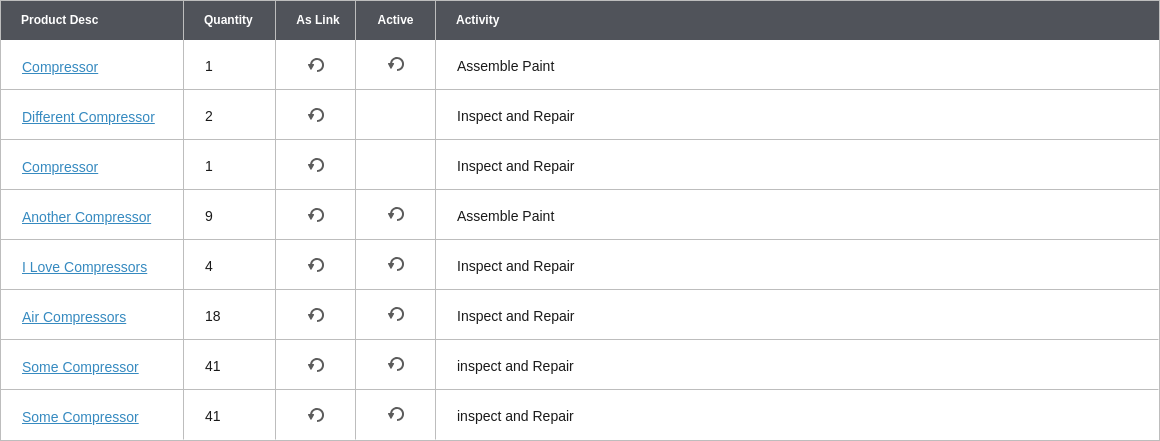 Product Desc Quantity As Link Active Activity
Compressor 1 Assemble Paint
Different Compressor 2 Inspect and Repair
Compressor 1 Inspect and Repair
Another Compressor 9 Assemble Paint
I Love Compressors 4 Inspect and Repair
Air Compressors 18 Inspect and Repair
Some Compressor 41 inspect and Repair
Some Compressor 41 inspect and Repair